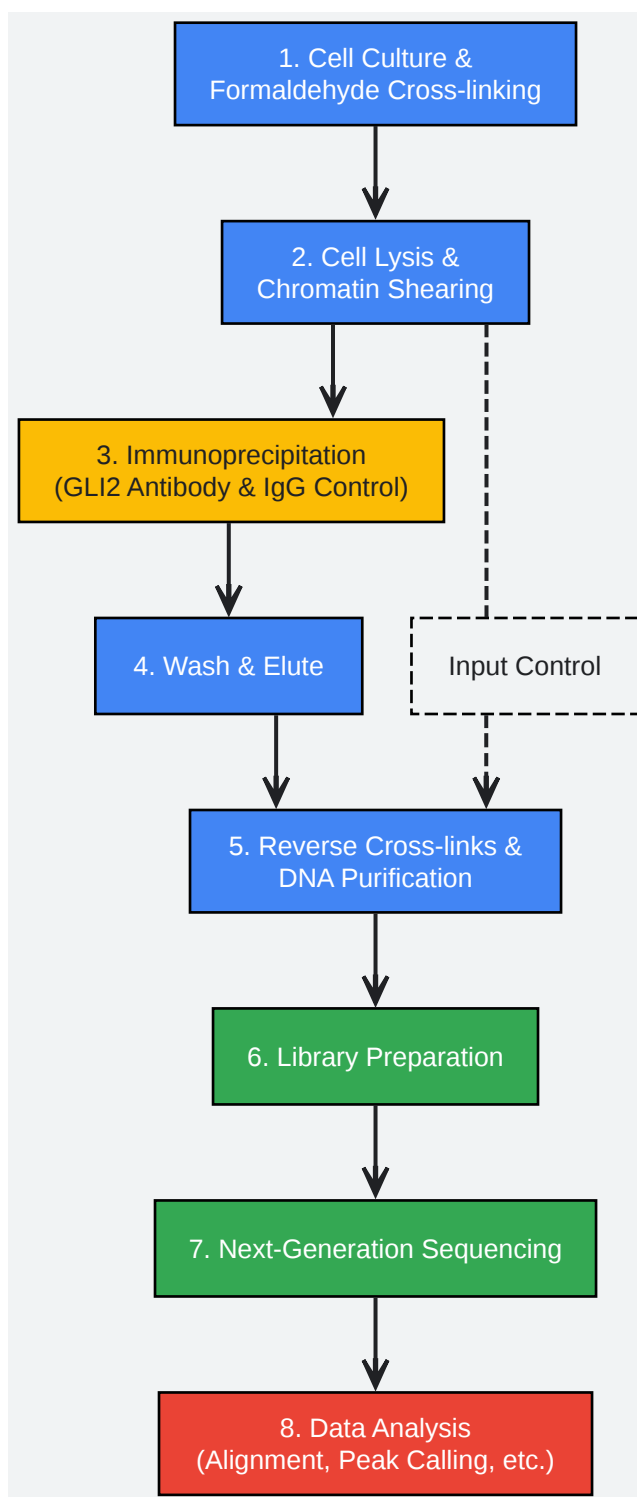 1. Cell Culture &
Formaldehyde Cross-linking
2. Cell Lysis &
Chromatin Shearing
3. Immunoprecipitation
(GLI2 Antibody & IgG Control)
4. Wash & Elute
Input Control
5. Reverse Cross-links &
DNA Purification
6. Library Preparation
7. Next-Generation Sequencing
8. Data Analysis
(Alignment, Peak Calling, etc.)